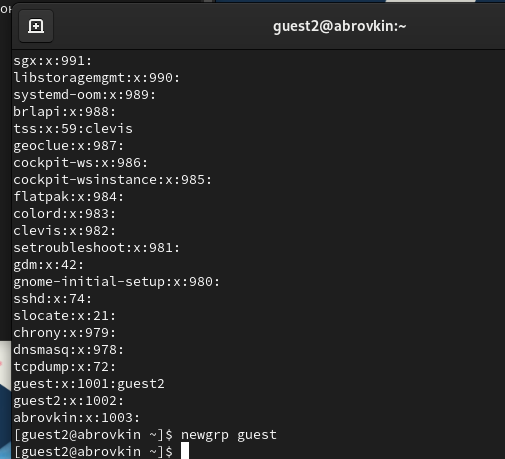 guest2@abrovkin:~
sgx:x:991:
libstoragemgmt:x:990:
systemd-oom:x:989:
brlapi:x:988:
tss:x:59:clevis
geoclue:x:987:
cockpit-ws:x:986:
cockpit-wsinstance:x:985:
flatpak:x:984:
colord:x:983:
clevis:x:982:
setroubleshoot:x:981:
gdm:x:42:
gnome-initial-setup:x:980:
sshd:x:74:
slocate:x:21:
chrony:x:979:
dnsmasq:x:978:
tcpdump:x:72:
guest:x:1001:guest2
guest2:x:1002:
abrovkin:x:1003:
[guest2@abrovkin ~]$ newgrp guest
[guest2@abrovkin ~]$